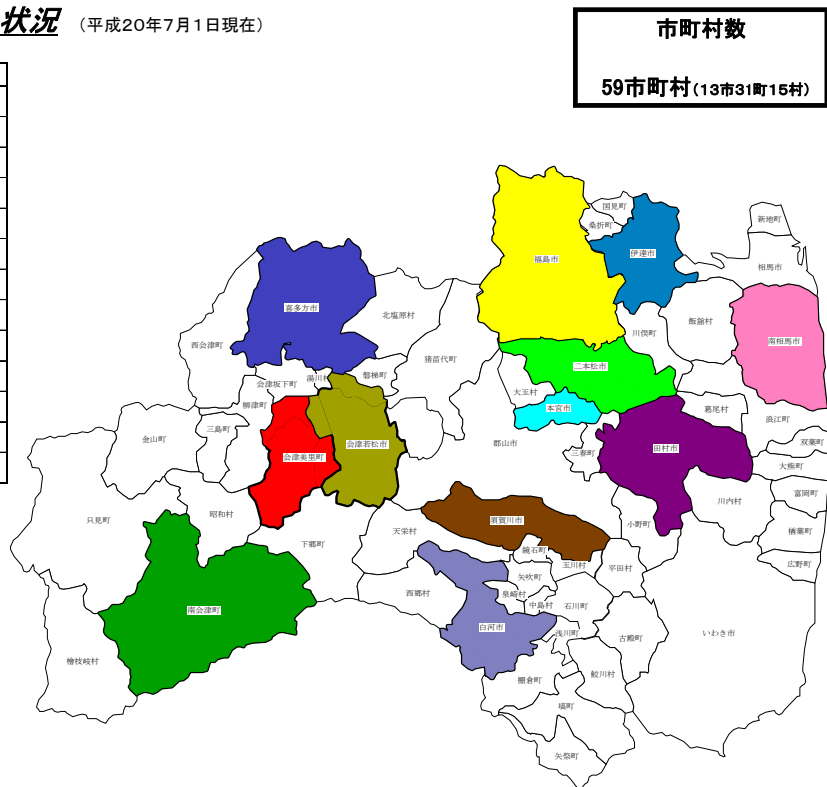 状況 （平成20年7月1日現在）
市町村数
59市町村(13市31町15村)
国見町
桑折町
新地町
福島市
伊達市
相馬市
喜多方市
北塩原村
川俣町
飯舘村
南相馬市
西会津町
猪苗代町
二本松市
湯川村
磐梯町
会津坂下町
大玉村
柳津町
本宮市
葛尾村
浪江町
三島町
金山町
会津若松市
郡山市
双葉町
会津美里町
三春町
田村市
大熊町
富岡町
川内村
只見町
昭和村
須賀川市
小野町
楢葉町
天栄村
下郷町
鏡石町
玉川村
平田村
広野町
矢吹町
西郷村
泉崎村
中島村
石川町
南会津町
白河市
浅川町
古殿町
いわき市
檜枝岐村
鮫川村
棚倉町
塙町
矢祭町